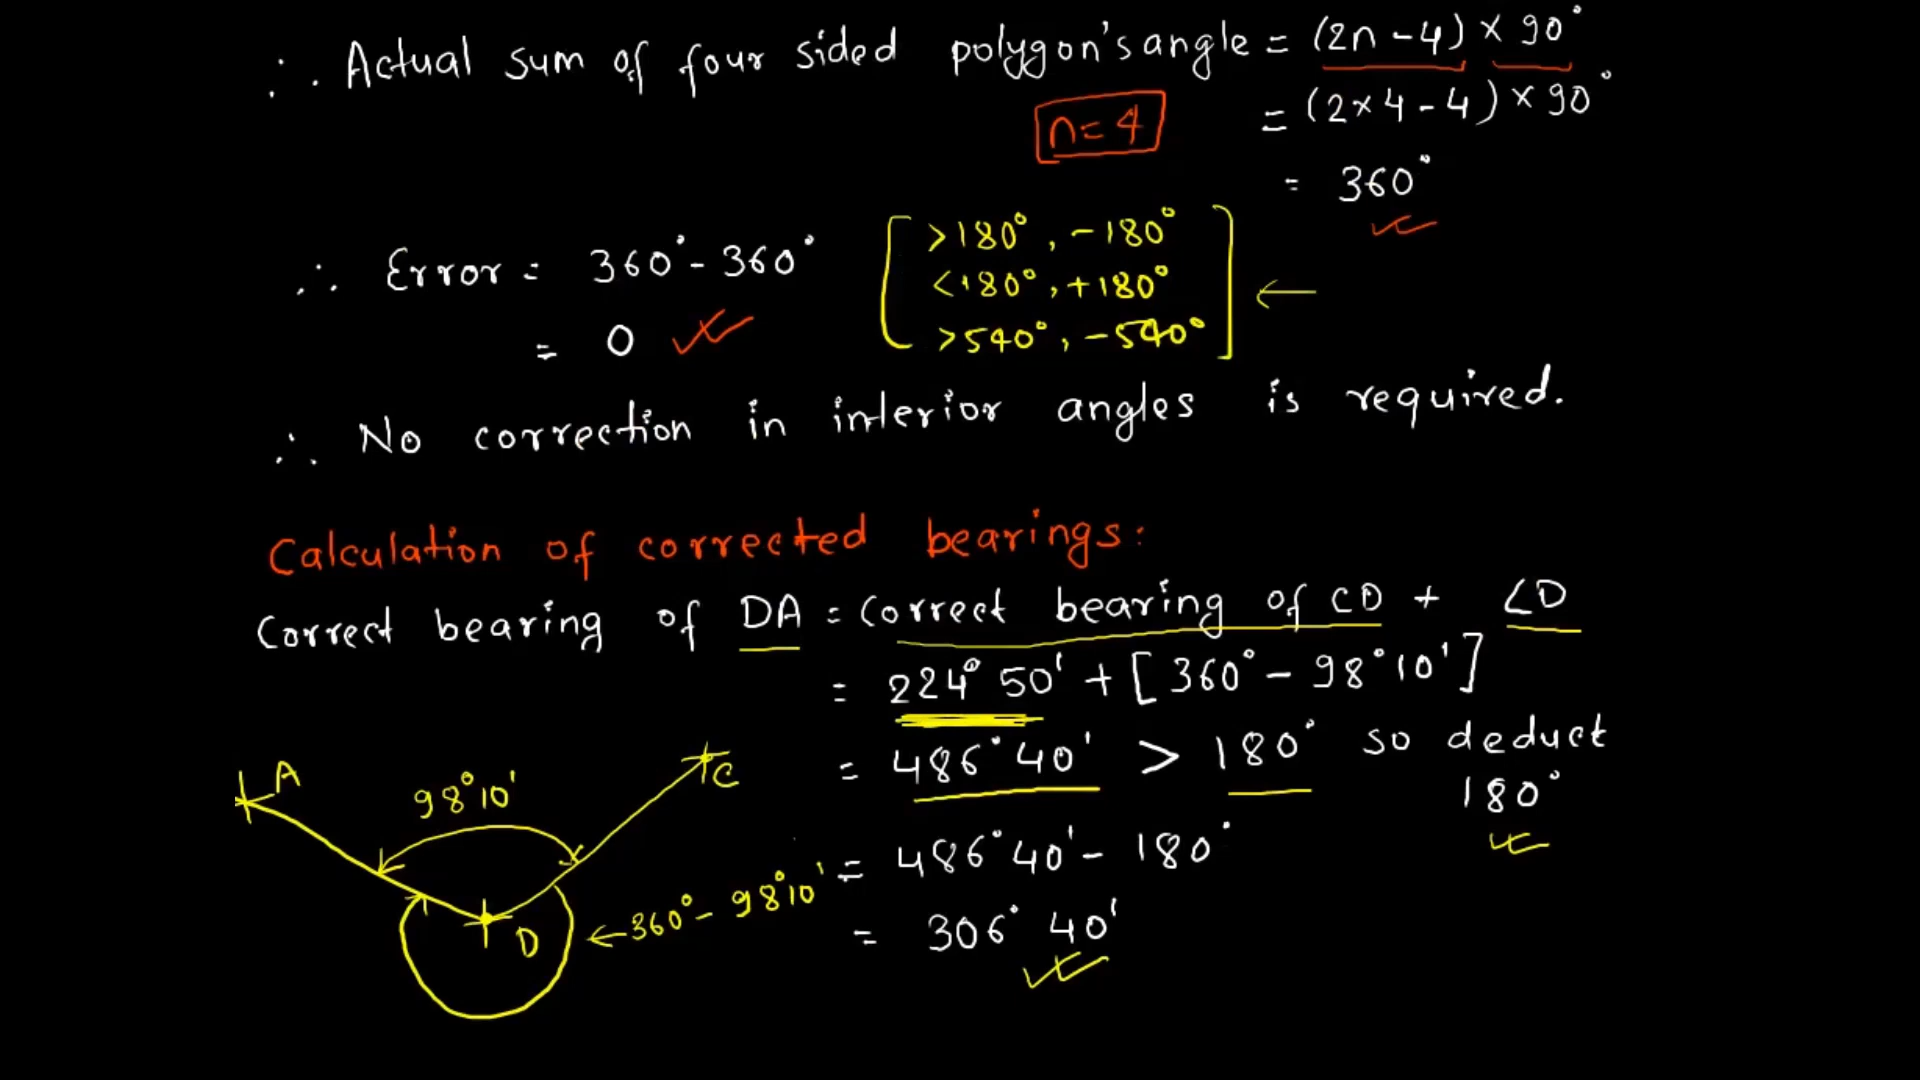 ∴ Actual sum of four sided polygon's angle = (2n - 4) × 90°
n = 4
= (2×4 - 4) × 90°
= 360°
∴ Error = 360° - 360°
= 0
>180°, -180°
<180°, +180°
>540°, -540°
∴ No correction in interior angles is required.
Calculation of corrected bearings:
Correct bearing of DA = Correct bearing of CD + ∠D
= 224° 50' + [360° - 98°10']
= 486° 40' > 180° so deduct
180°
= 486° 40' - 180°
= 306° 40'
A
98°10'
C
D
←360° - 98°10'